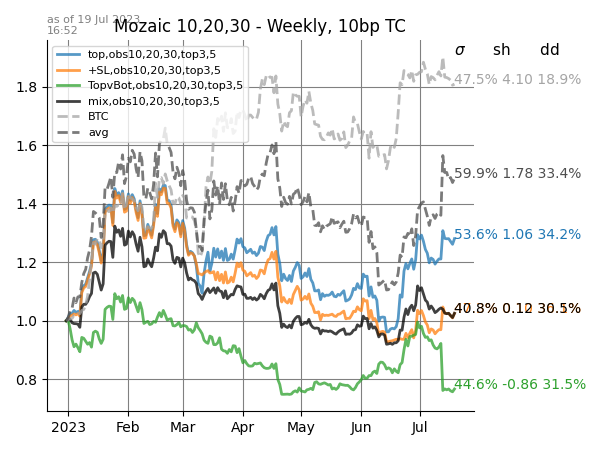 as of 19 Jul 2023
16:52
Mozaic 10,20,30 - Weekly, 10bp TC
σ sh dd
top,obs10,20,30,top3,5
+SL,obs10,20,30,top3,5
TopvBot,obs10,20,30,top3,5
mix,obs10,20,30,top3,5
BTC
avg
47.5% 4.10 18.9%
59.9% 1.78 33.4%
53.6% 1.06 34.2%
40.8% 0.12 30.5%
44.6% -0.86 31.5%
1.8
1.6
1.4
1.2
1.0
0.8
2023 Feb Mar Apr May Jun Jul